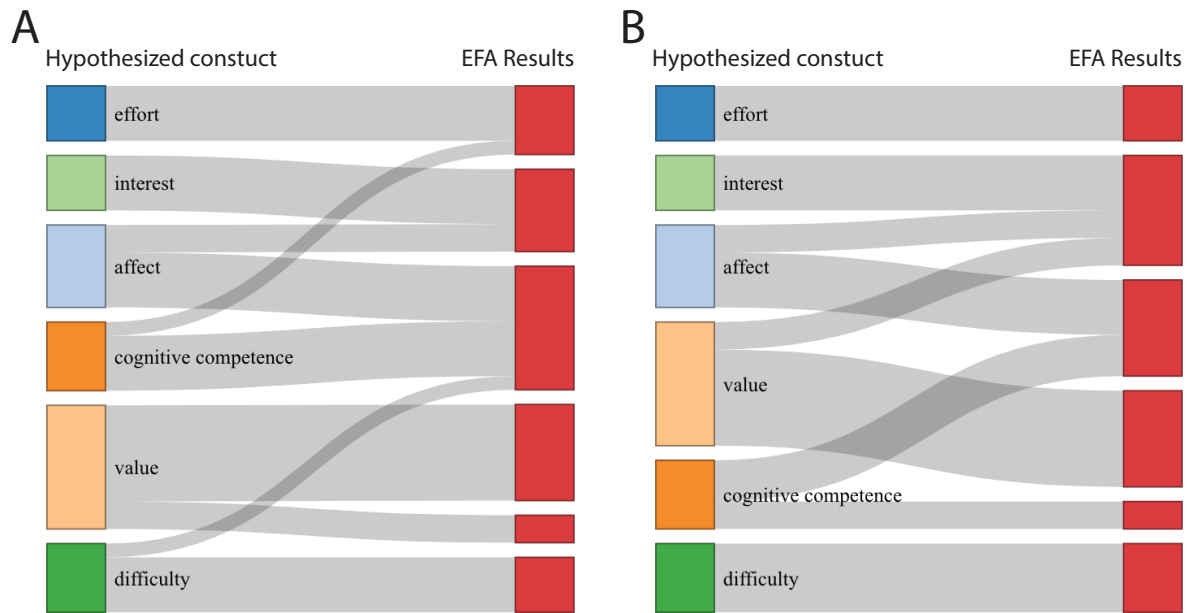 A
Hypothesized constuct
EFA Results
effort
interest
affect
cognitive competence
value
difficulty
B
Hypothesized constuct
EFA Results
effort
interest
affect
value
cognitive competence
difficulty